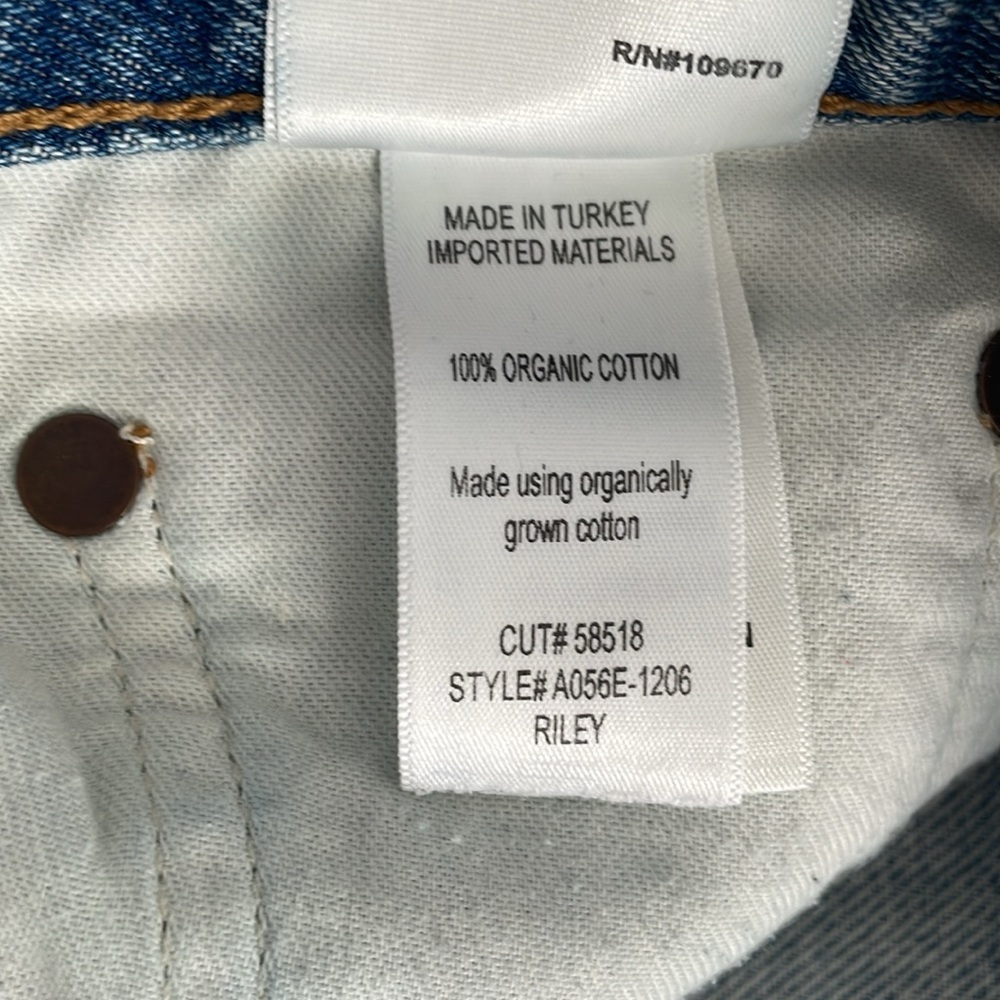 R/N#109670
MADE IN TURKEY
IMPORTED MATERIALS
100% ORGANIC COTTON
Made using organically
grown cotton
CUT# 58518
STYLE# A056E-1206
RILEY